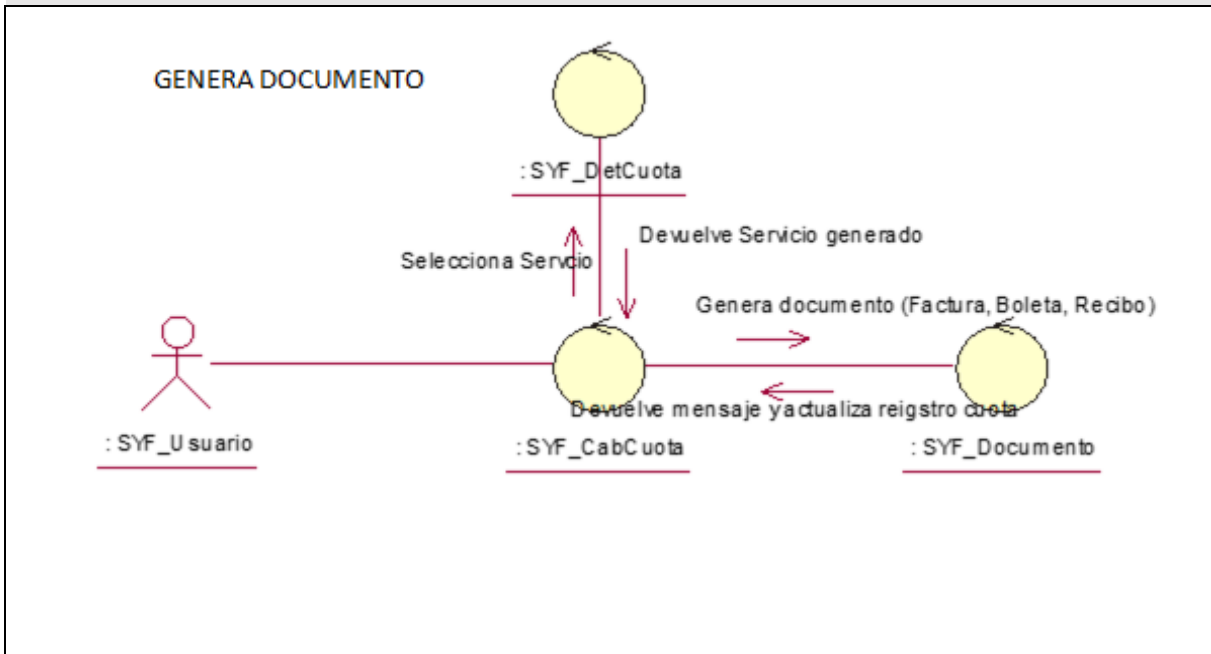 GENERA DOCUMENTO
: SYF_DetCuota
Devuelve Servicio generado
Selecciona Servcio
Genera documento (Factura, Boleta, Recibo)
Devuelve mensaje y actualiza reigstro cuota
: SYF_Usuario
: SYF_CabCuota
: SYF_Documento